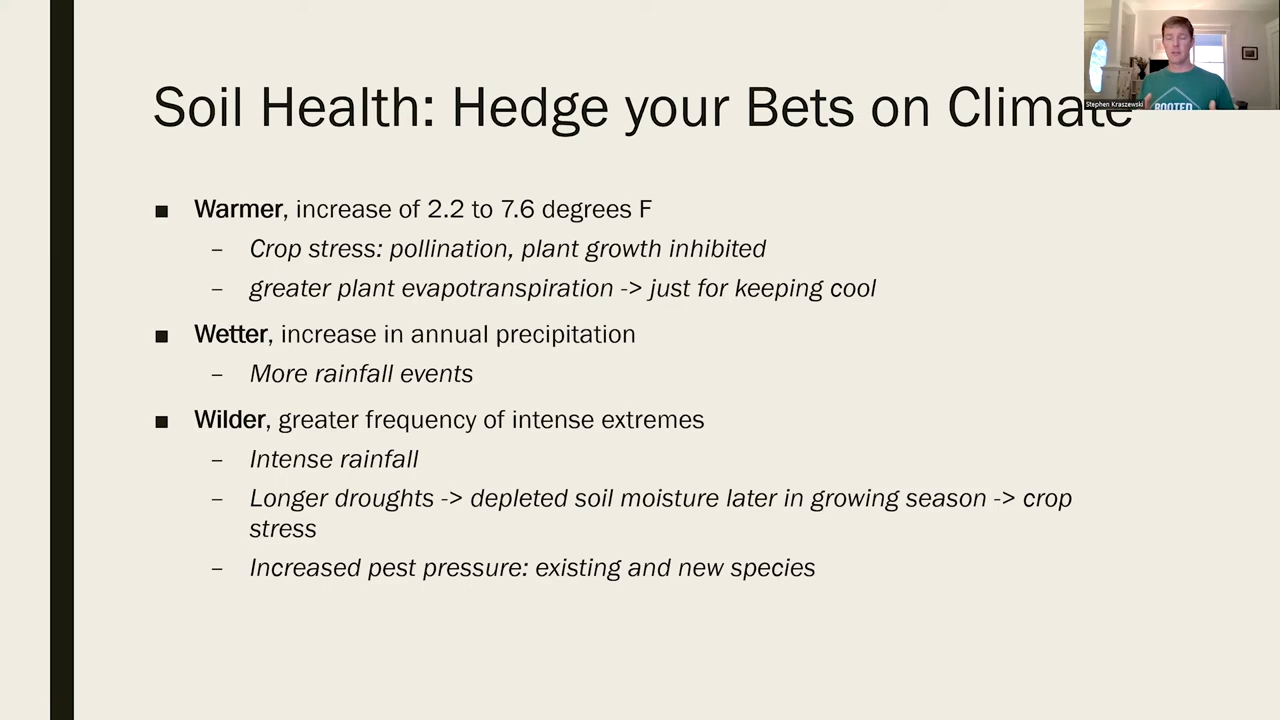 Soil Health: Hedge your Bets on Climate
Stephen Kraszewski
ROOTED
■ Warmer, increase of 2.2 to 7.6 degrees F
– Crop stress: pollination, plant growth inhibited
– greater plant evapotranspiration -> just for keeping cool
■ Wetter, increase in annual precipitation
– More rainfall events
■ Wilder, greater frequency of intense extremes
– Intense rainfall
– Longer droughts -> depleted soil moisture later in growing season -> crop
stress
– Increased pest pressure: existing and new species